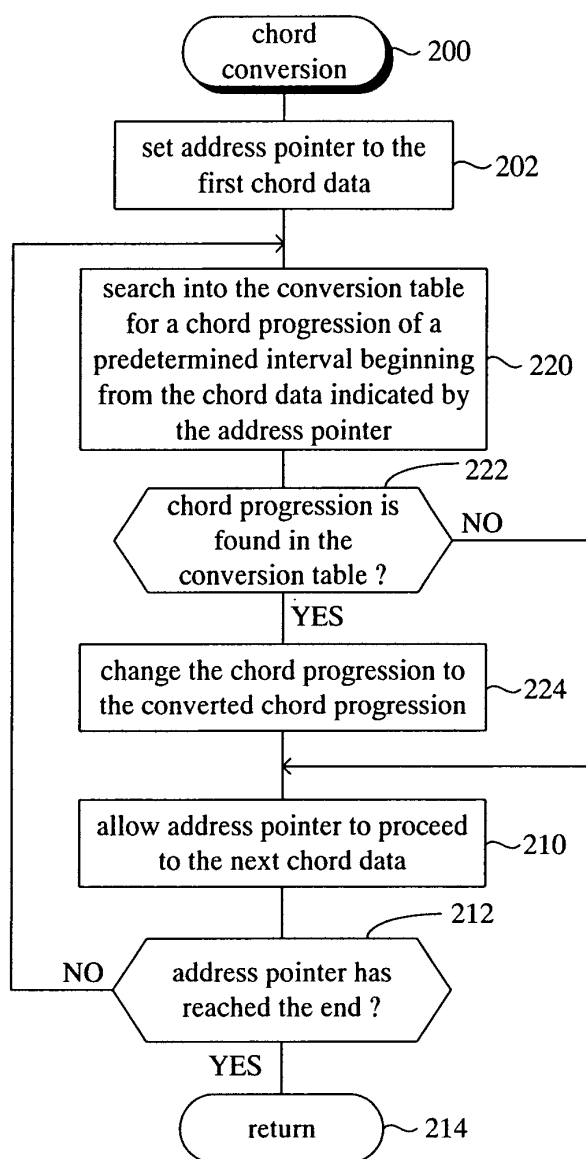 chord
conversion
200
set address pointer to the
first chord data
202
search into the conversion table
for a chord progression of a
predetermined interval beginning
from the chord data indicated by
the address pointer
220
222
chord progression is
found in the
conversion table ?
NO
YES
change the chord progression to
the converted chord progression
224
allow address pointer to proceed
to the next chord data
210
212
address pointer has
reached the end ?
NO
YES
return
214